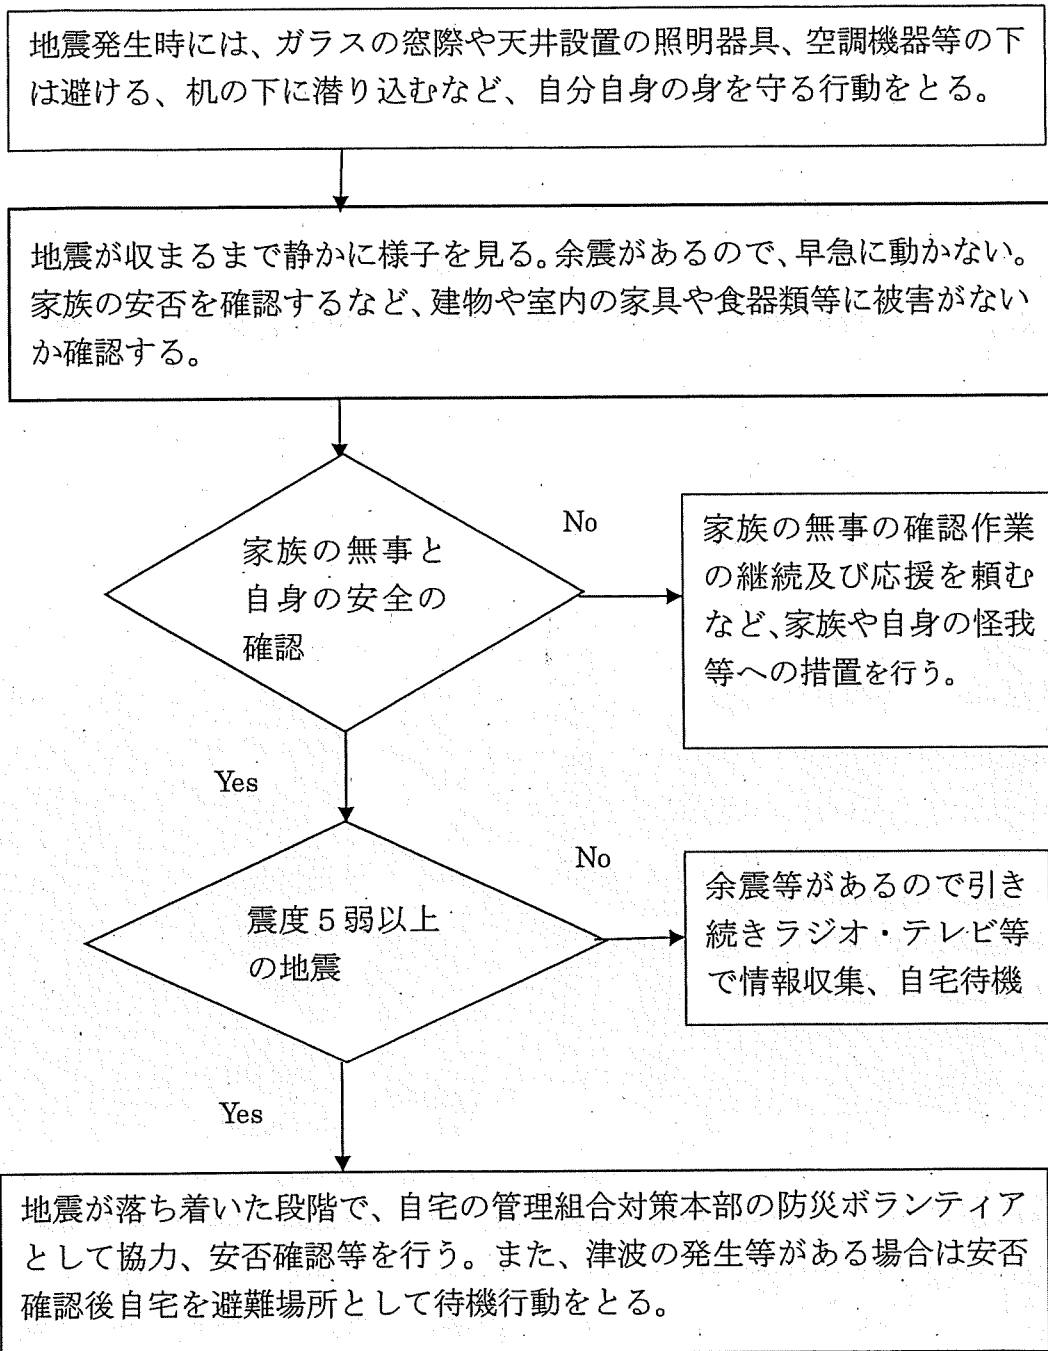 地震発生時には、ガラスの窓際や天井設置の照明器具、空調機器等の下
は避ける、机の下に潜り込むなど、自分自身の身を守る行動をとる。
地震が収まるまで静かに様子を見る。余震があるので、早急に動かない。
家族の安否を確認するなど、建物や室内の家具や食器類等に被害がない
か確認する。
家族の無事と
自身の安全の
確認
No
家族の無事の確認作業
の継続及び応援を頼む
など、家族や自身の怪我
等への措置を行う。
Yes
震度5弱以上
の地震
No
余震等があるので引き
続きラジオ・テレビ等
で情報収集、自宅待機
Yes
地震が落ち着いた段階で、自宅の管理組合対策本部の防災ボランティア
として協力、安否確認等を行う。また、津波の発生等がある場合は安否
確認後自宅を避難場所として待機行動をとる。